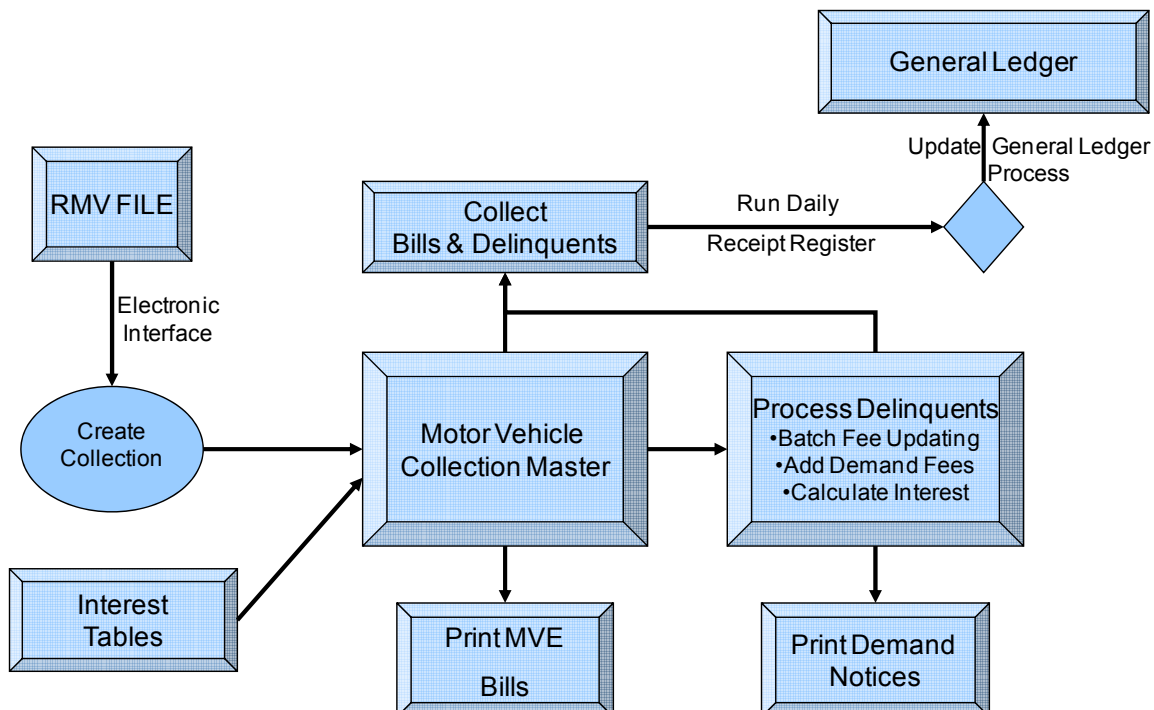 General Ledger
Update General Ledger
Process
RMV FILE
Collect
Bills & Delinquents
Run Daily
Receipt Register
Electronic
Interface
Create
Collection
Motor Vehicle
Collection Master
Process Delinquents
•Batch Fee Updating
•Add Demand Fees
•Calculate Interest
Interest
Tables
Print MVE
Bills
Print Demand
Notices